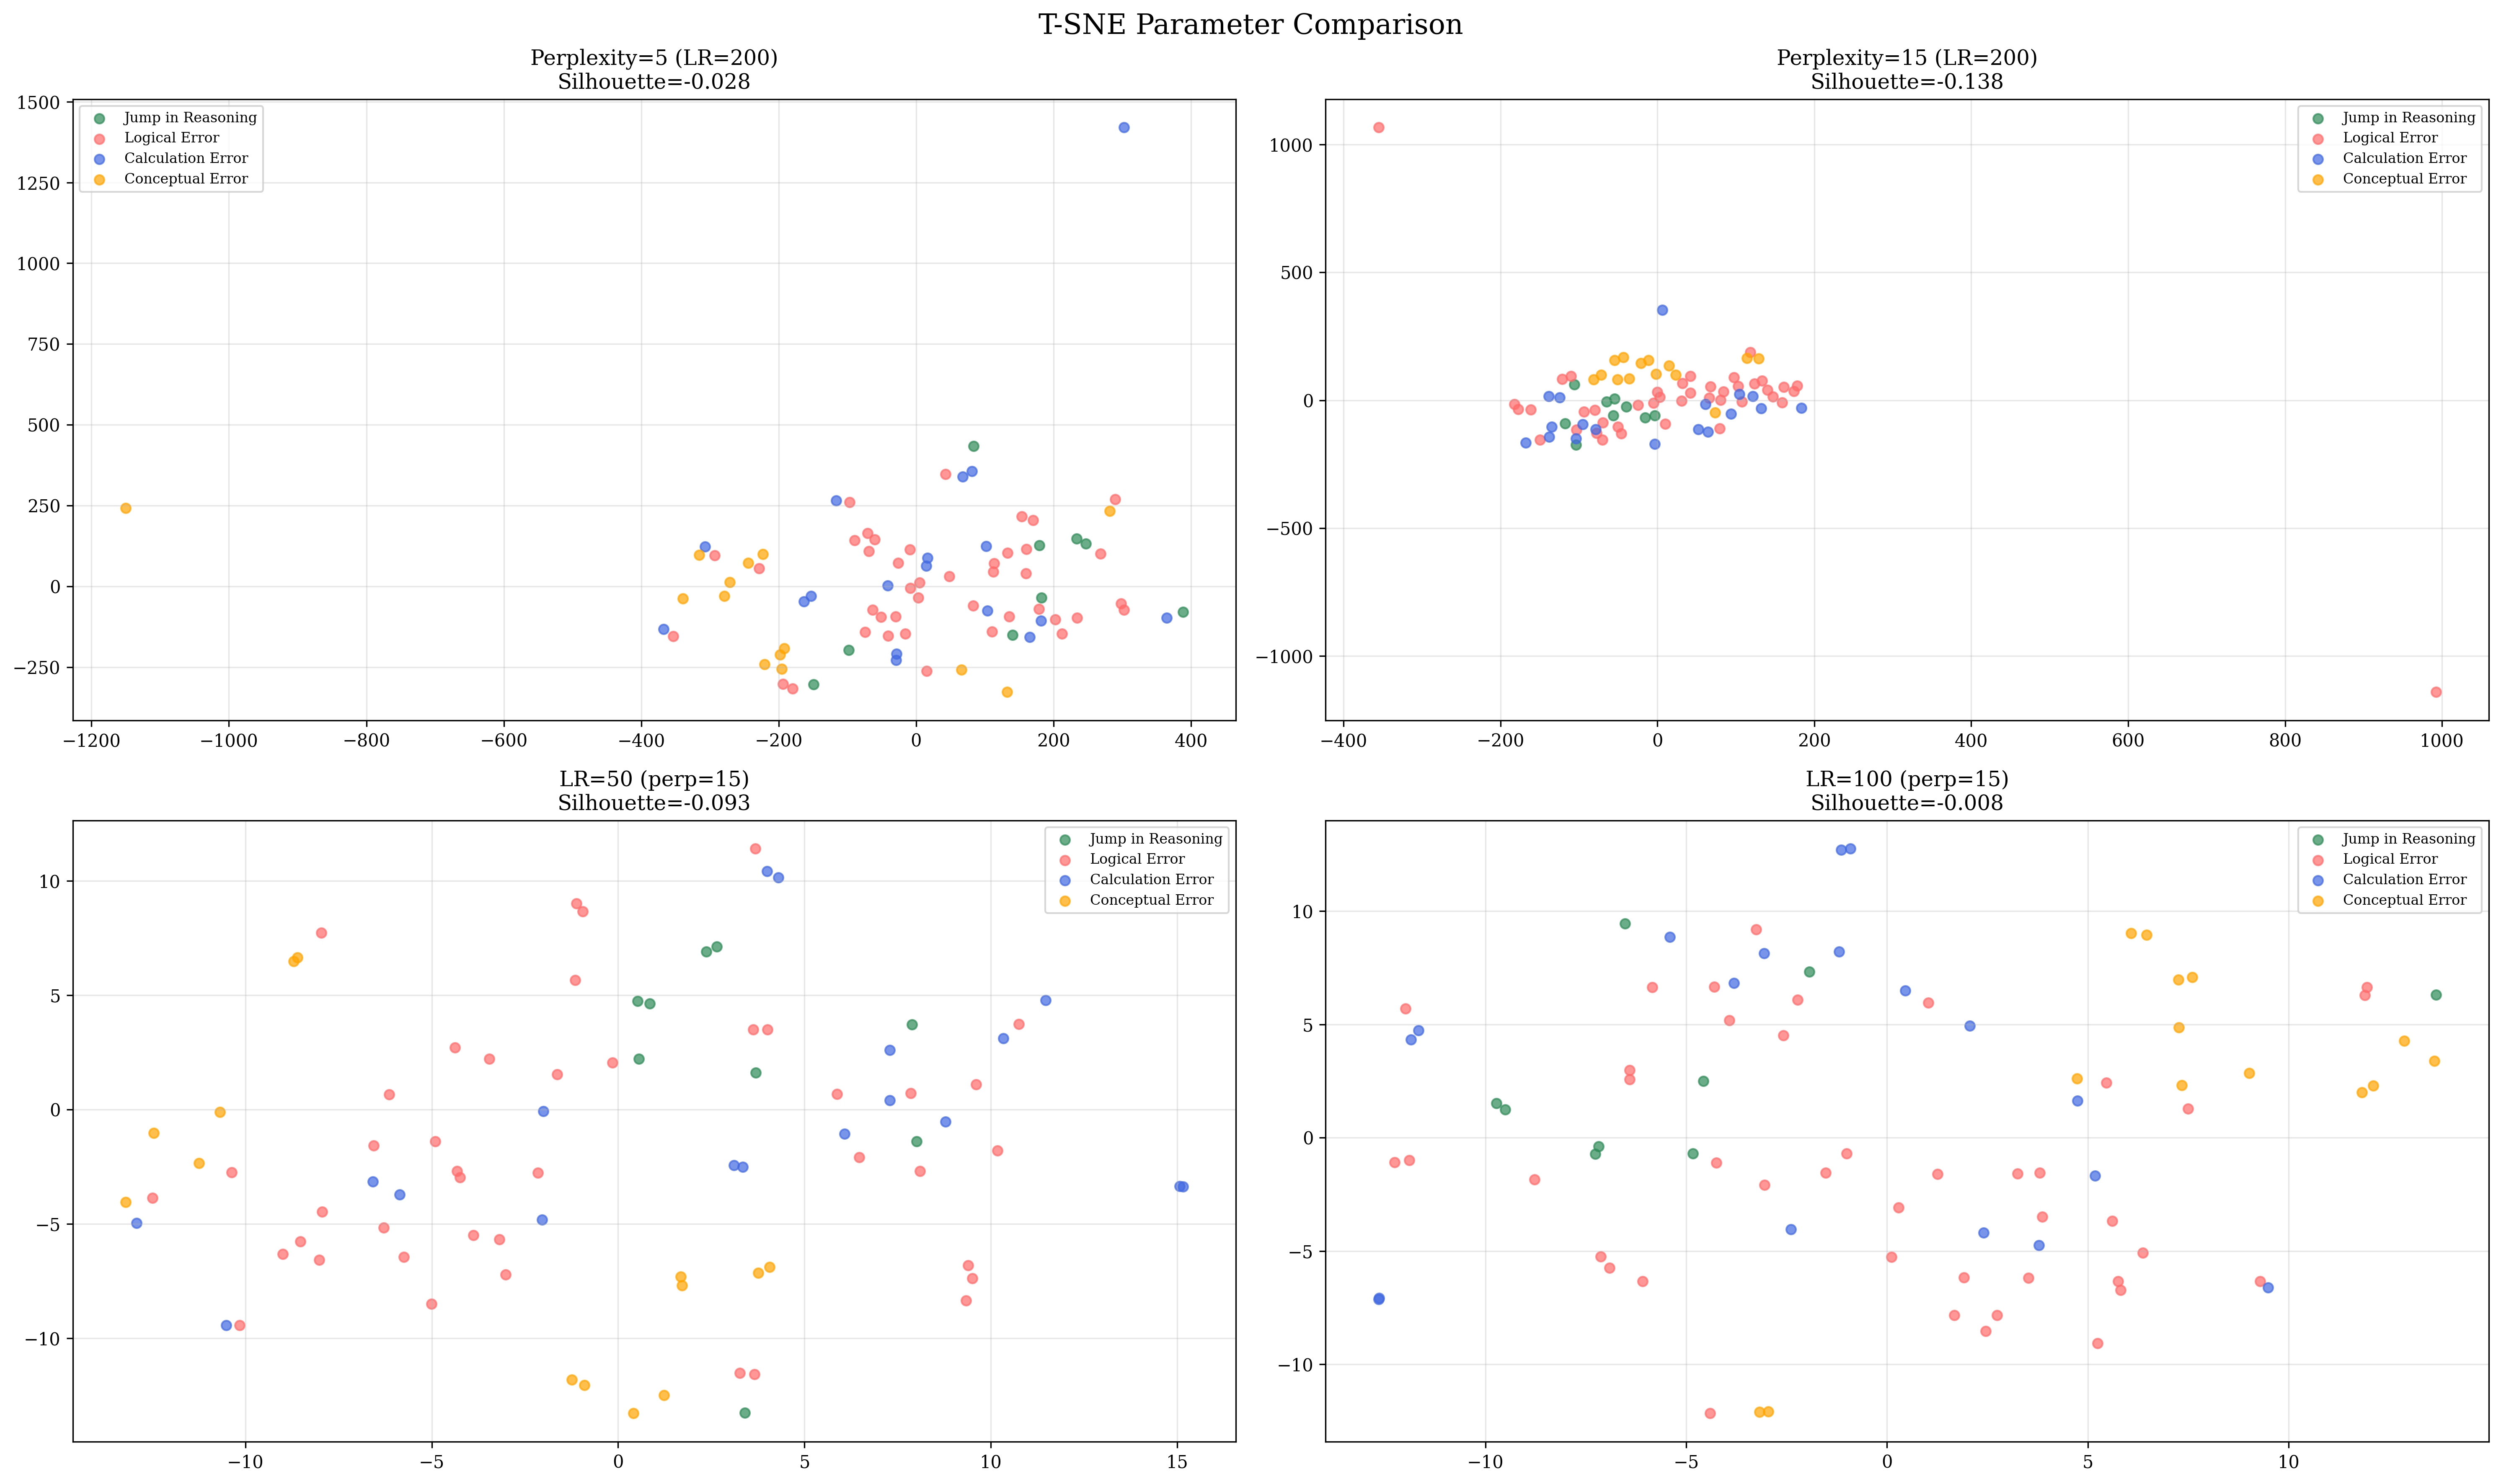 T-SNE Parameter Comparison
Perplexity=5 (LR=200)
Silhouette=-0.028
Jump in Reasoning
Logical Error
Calculation Error
Conceptual Error
1500
1250
1000
750
500
250
0
−250
−1200
−1000
−800
−600
−400
−200
0
200
400
Perplexity=15 (LR=200)
Silhouette=-0.138
Jump in Reasoning
Logical Error
Calculation Error
Conceptual Error
1000
500
0
−500
−1000
−400
−200
0
200
400
600
800
1000
LR=50 (perp=15)
Silhouette=-0.093
Jump in Reasoning
Logical Error
Calculation Error
Conceptual Error
10
5
0
−5
−10
−10
−5
0
5
10
15
LR=100 (perp=15)
Silhouette=-0.008
Jump in Reasoning
Logical Error
Calculation Error
Conceptual Error
10
5
0
−5
−10
−10
−5
0
5
10